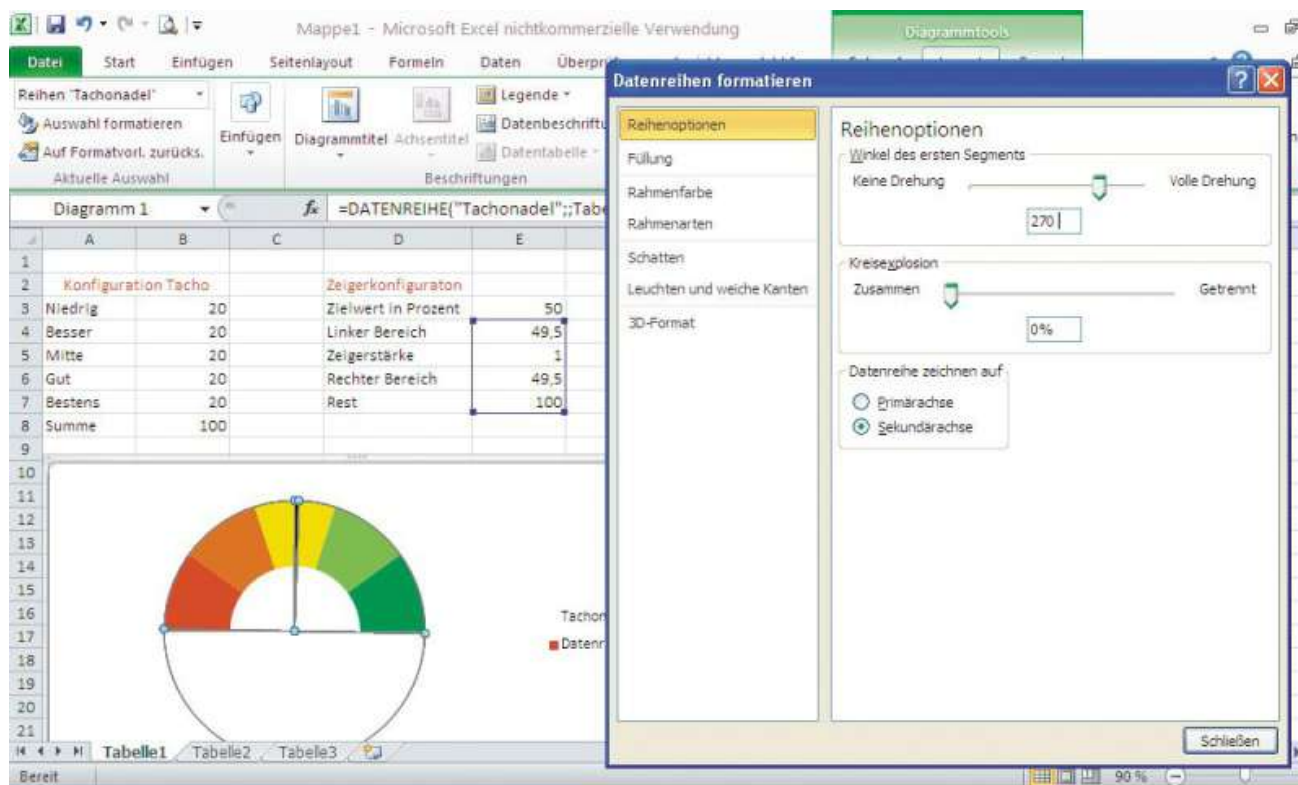 Mappe1 - Microsoft Excel nichtkommerzielle Verwendung
Diagrammtools
Datei Start Einfügen Seitenlayout Formeln Daten
Reihen "Tachonadel"
Auswahl formatieren
Auf Formatvorl. zurücks.
Aktuelle Auswahl
Einfügen
Diagrammtitel Achsentitel
Legende
Datenbeschriftu
Datentabelle
Beschriftungen
Diagramm 1 fx =DATENREIHE("Tachonadel";;Tabe
A B C D E
1
2 Konfiguration Tacho Zeigerkonfiguraton
3 Niedrig 20 Zielwert in Prozent 50
4 Besser 20 Linker Bereich 49,5
5 Mitte 20 Zeigerstärke 1
6 Gut 20 Rechter Bereich 49,5
7 Bestens 20 Rest 100
8 Summe 100
9
10
11
12
13
14
15
16 Tachon
17 Datenr
18
19
20
21
Tabelle1 Tabelle2 Tabelle3
Bereit 90 %
Datenreihen formatieren
Reihenoptionen
Füllung
Rahmenfarbe
Rahmenarten
Schatten
Leuchten und weiche Kanten
3D-Format
Reihenoptionen
Winkel des ersten Segments
Keine Drehung Volle Drehung
270
Kreisexplosion
Zusammen Getrennt
0%
Datenreihe zeichnen auf
Primärachse
Sekundärachse
Schließen